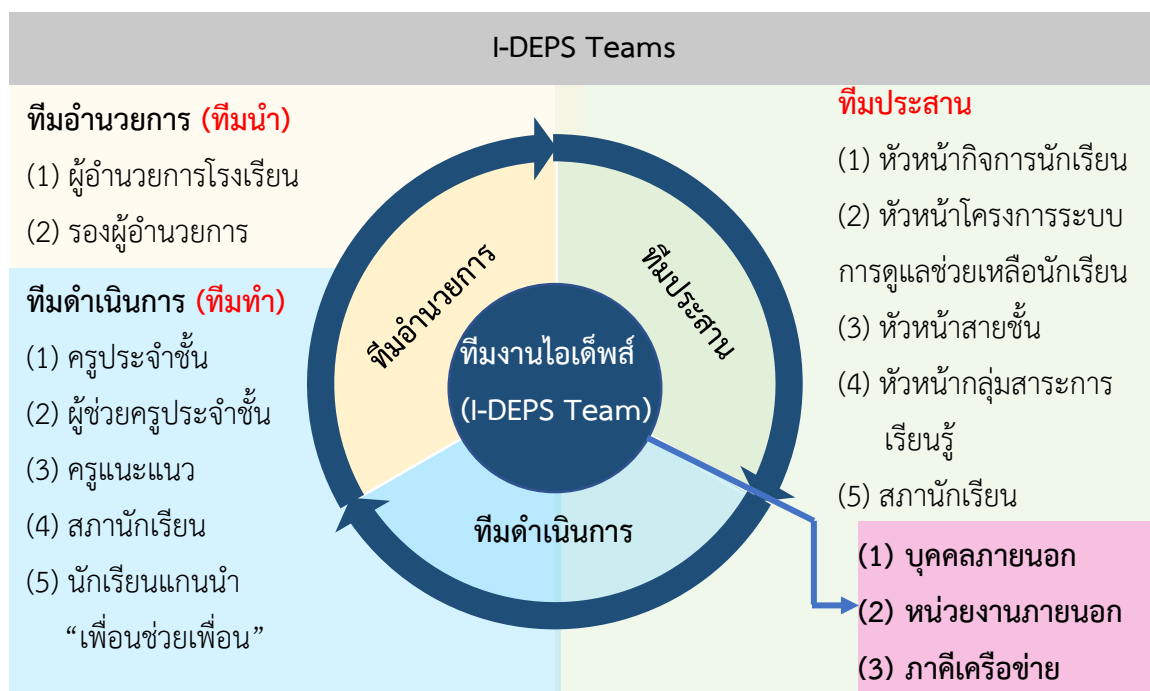 I-DEPS Teams
ทีมอำนวยการ (ทีมนำ)
(1) ผู้อำนวยการโรงเรียน
(2) รองผู้อำนวยการ
ทีมดำเนินการ (ทีมทำ)
(1) ครูประจำชั้น
(2) ผู้ช่วยครูประจำชั้น
(3) ครูแนะแนว
(4) สภานักเรียน
(5) นักเรียนแกนนำ
“เพื่อนช่วยเพื่อน”
ทีมอำนวยการ
ทีมประสาน
ทีมงานไอเด็พส์
(I-DEPS Team)
ทีมดำเนินการ
ทีมประสาน
(1) หัวหน้ากิจการนักเรียน
(2) หัวหน้าโครงการระบบ
การดูแลช่วยเหลือนักเรียน
(3) หัวหน้าสายชั้น
(4) หัวหน้ากลุ่มสาระการ
เรียนรู้
(5) สภานักเรียน
(1) บุคคลภายนอก
(2) หน่วยงานภายนอก
(3) ภาคีเครือข่าย